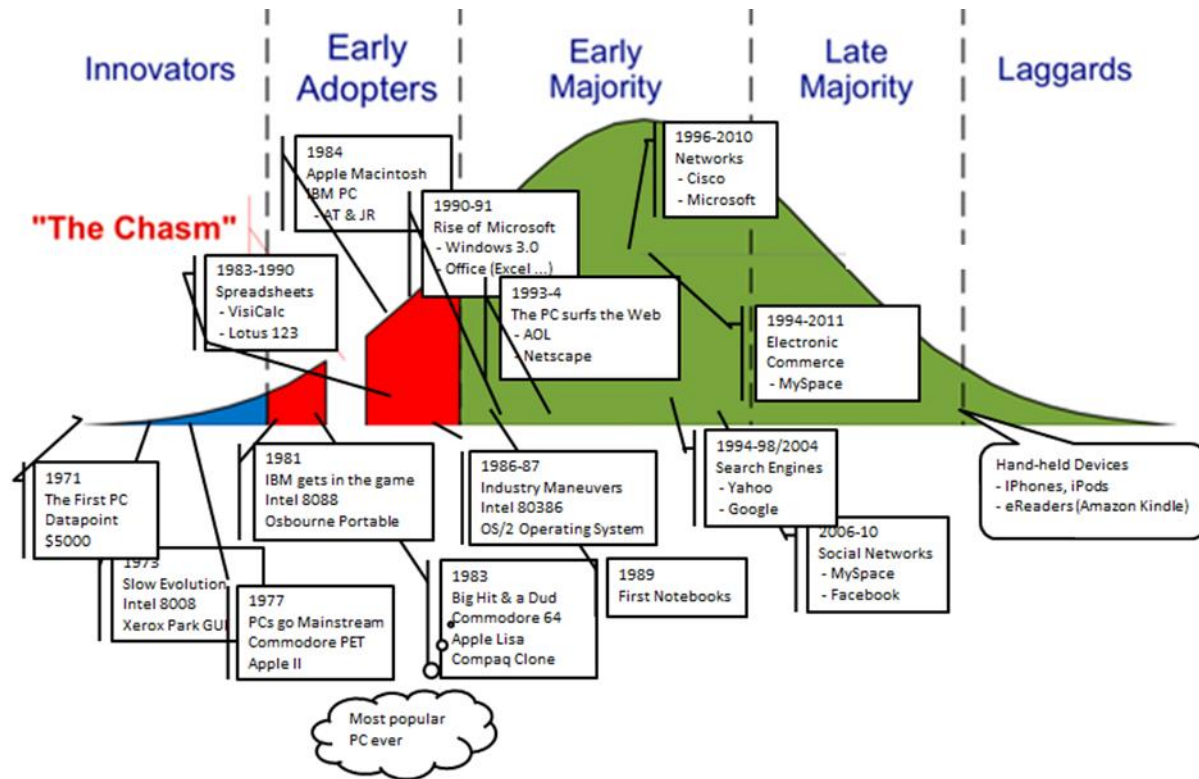 Innovators
Early
Adopters
Early
Majority
Late
Majority
Laggards
"The Chasm"
1984
Apple Macintosh
IBM PC
- AT & JR
1990-91
Rise of Microsoft
- Windows 3.0
- Office (Excel ...)
1996-2010
Networks
- Cisco
- Microsoft
1983-1990
Spreadsheets
- VisiCalc
- Lotus 123
1993-4
The PC surfs the Web
- AOL
- Netscape
1994-2011
Electronic
Commerce
- MySpace
1971
The First PC
Datapoint
$5000
1973
Slow Evolution
Intel 8008
Xerox Park GUI
1977
PCs go Mainstream
Commodore PET
Apple II
1981
IBM gets in the game
Intel 8088
Osbourne Portable
1983
Big Hit & a Dud
Commodore 64
Apple Lisa
Compaq Clone
Most popular
PC ever
1986-87
Industry Maneuvers
Intel 80386
OS/2 Operating System
1989
First Notebooks
1994-98/2004
Search Engines
- Yahoo
- Google
2006-10
Social Networks
- MySpace
- Facebook
Hand-held Devices
- IPhones, iPods
- eReaders (Amazon Kindle)